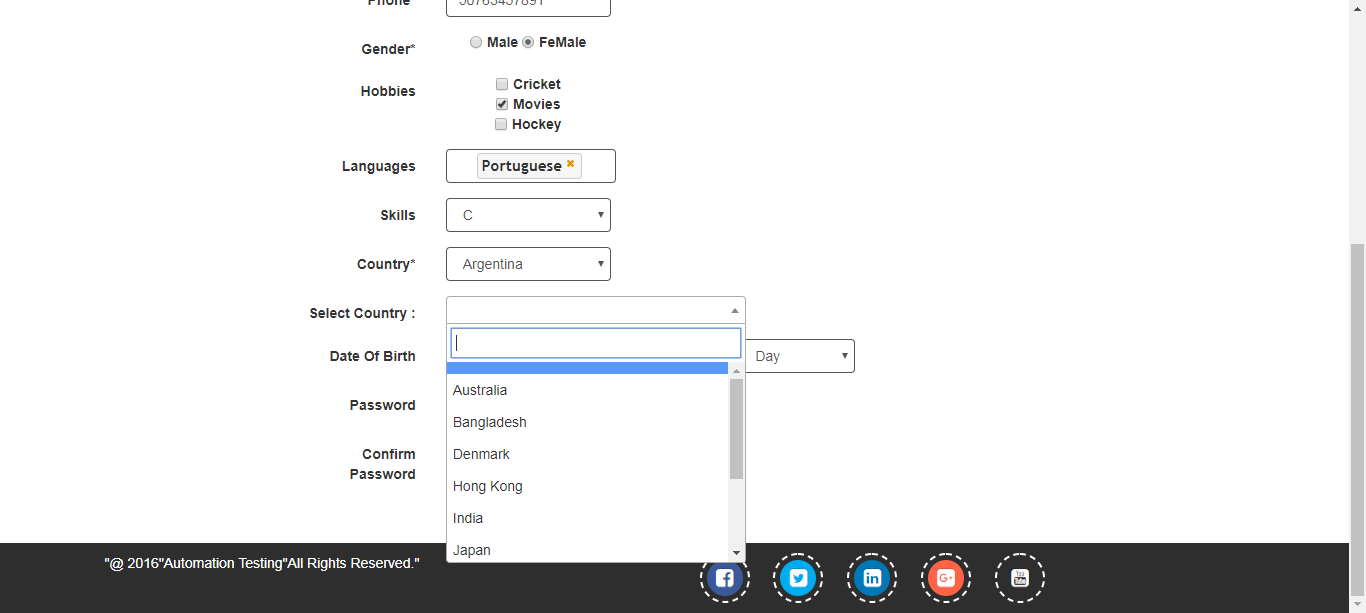 Phone
Gender* Male FeMale
Hobbies Cricket
Movies
Hockey
Languages Portuguese
Skills C
Country* Argentina
Select Country :
Date Of Birth Day
Australia
Password
Bangladesh
Confirm
Password
Denmark
Hong Kong
India
Japan
"@ 2016"Automation Testing"All Rights Reserved."
f
in
G+
You
Tube